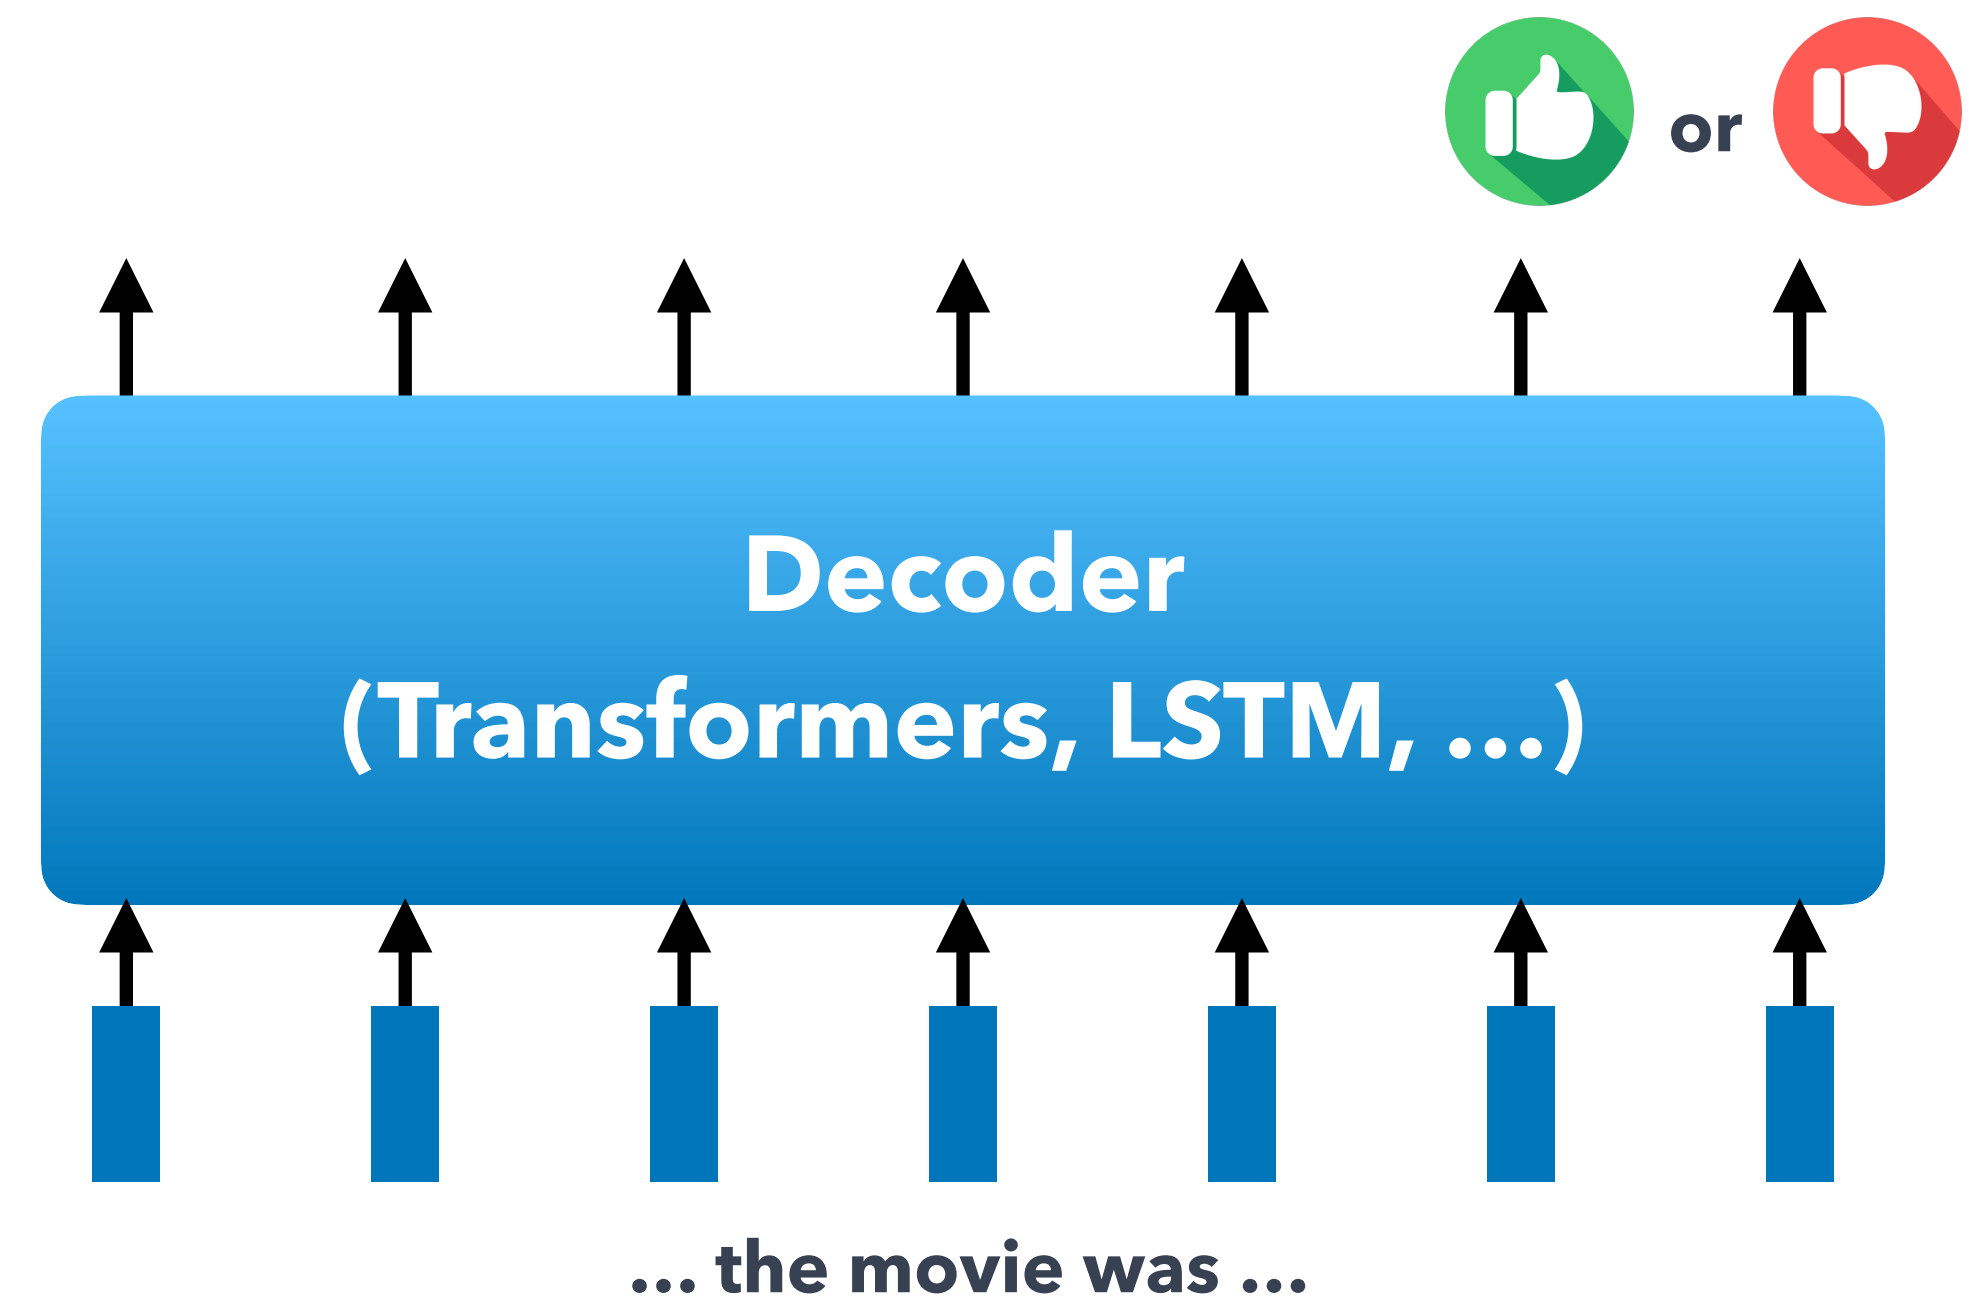 or
Decoder
(Transformers, LSTM, ...)
... the movie was ...